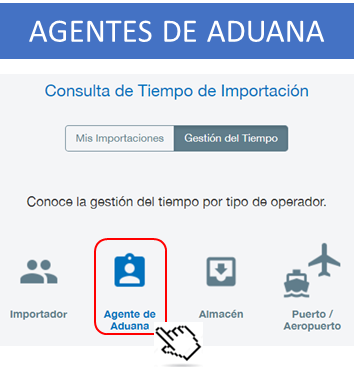 AGENTES DE ADUANA
Consulta de Tiempo de Importación
Mis Importaciones Gestión del Tiempo
Conoce la gestión del tiempo por tipo de operador.
Importador
Agente de
Aduana
Almacén
Puerto /
Aeropuerto